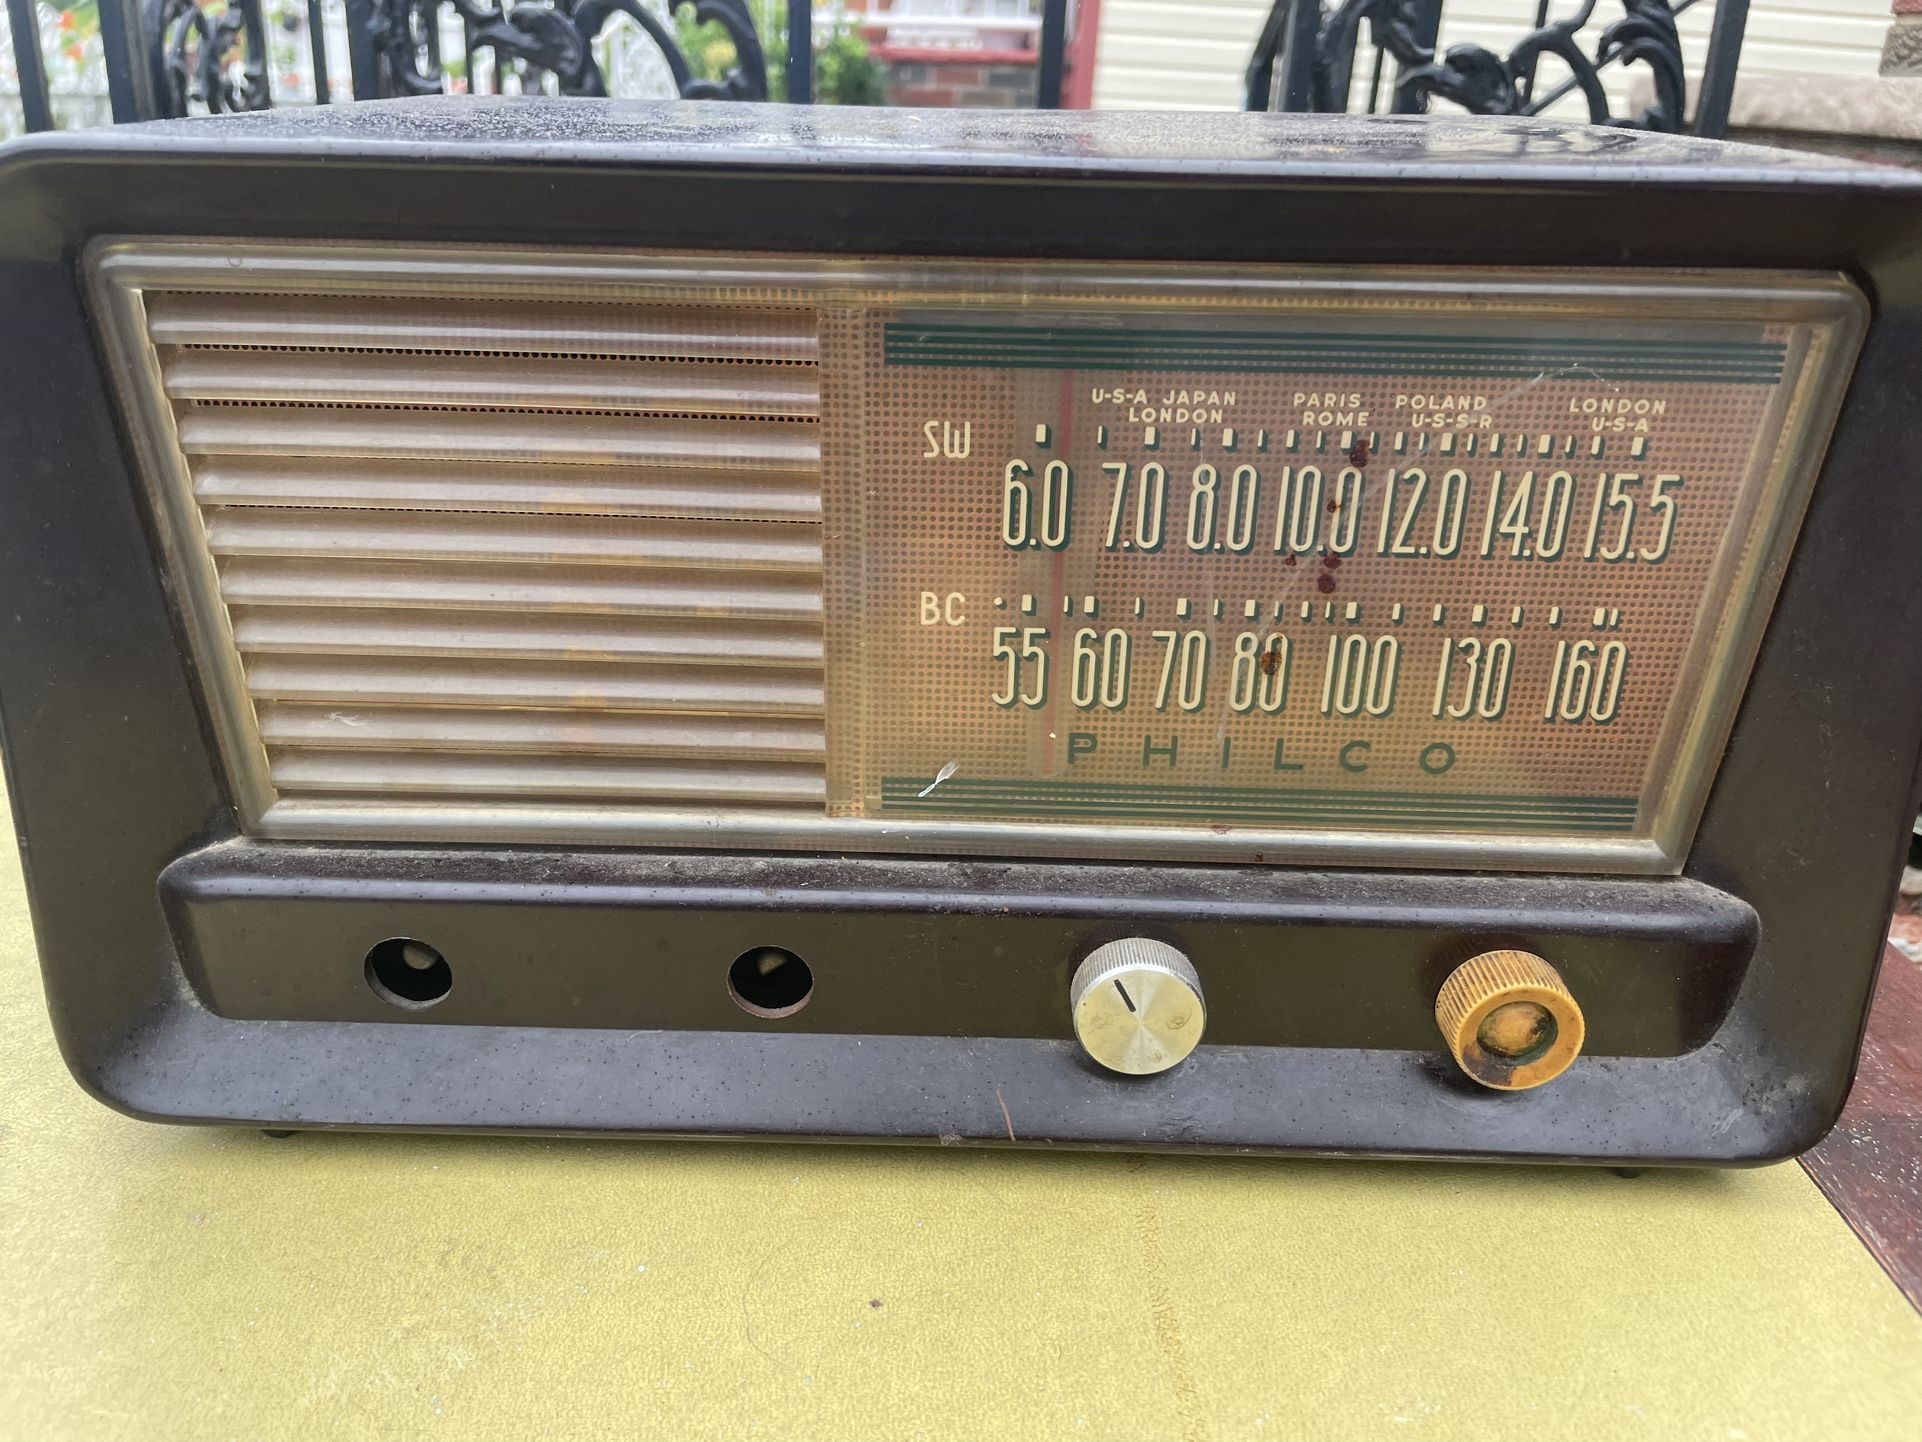 U-S-A JAPAN PARIS POLAND LONDON
LONDON ROME U-S-S-R U-S-A
SW
6.0 7.0 8.0 10.0 12.0 14.0 15.5
BC
55 60 70 80 100 130 160
PHILCO